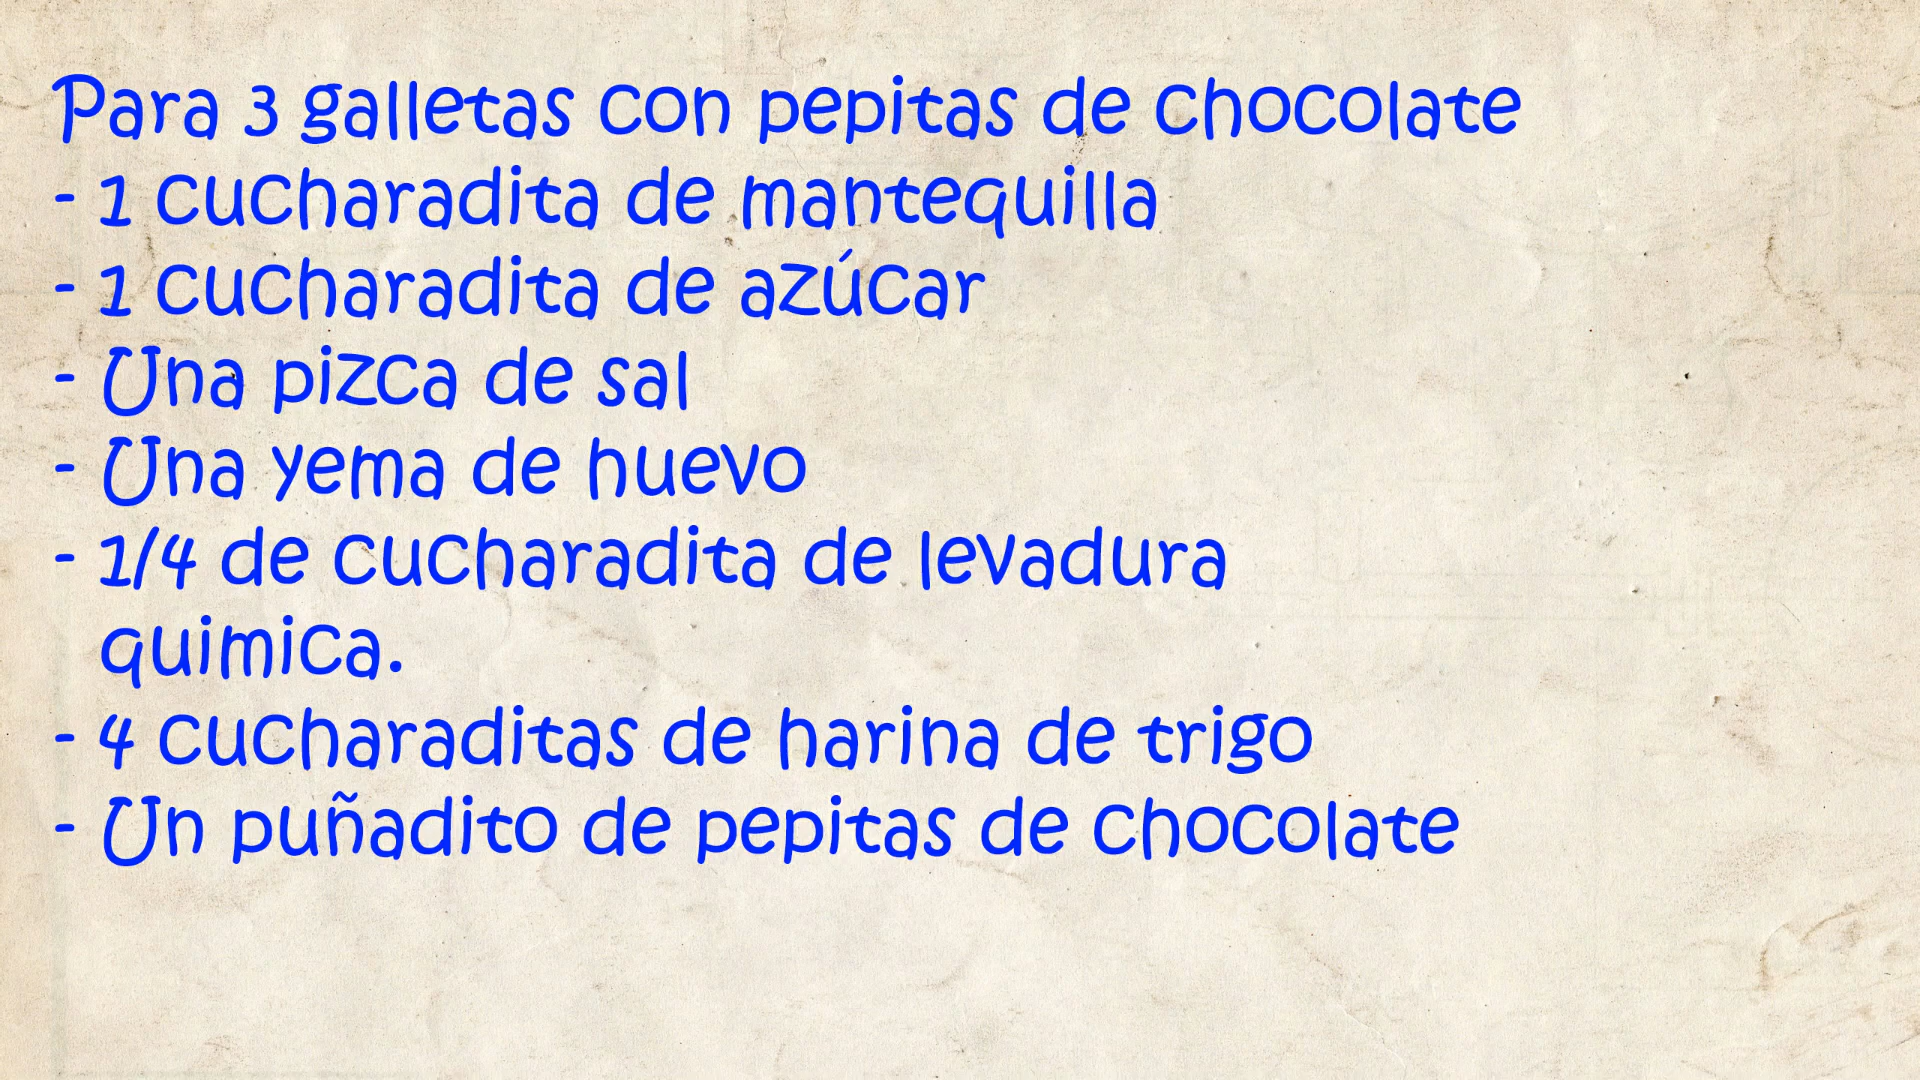 Para 3 galletas con pepitas de chocolate
- 1 cucharadita de mantequilla
- 1 cucharadita de azúcar
- Una pizca de sal
- Una yema de huevo
- 1/4 de cucharadita de levadura
quimica.
- 4 cucharaditas de harina de trigo
- Un puñadito de pepitas de chocolate